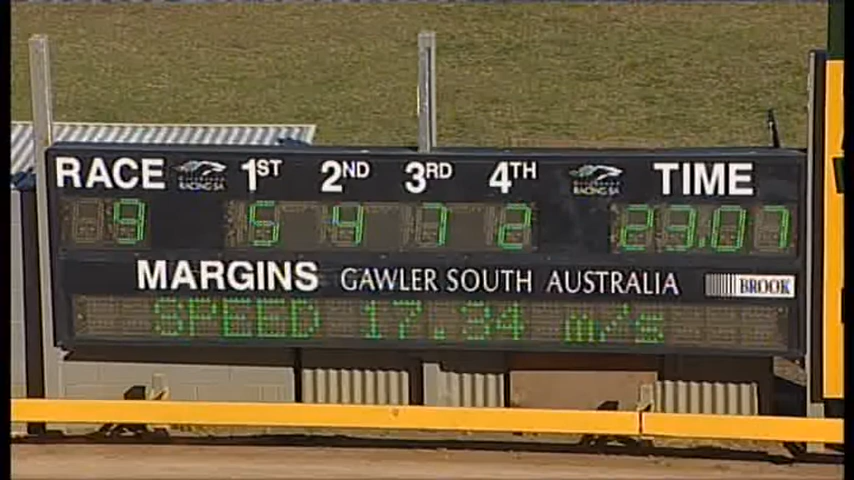 RACE 1ST 2ND 3RD 4TH TIME
9 5 4 7 2 23.07
MARGINS GAWLER SOUTH AUSTRALIA BROOK
SPEED 17.34 m/s